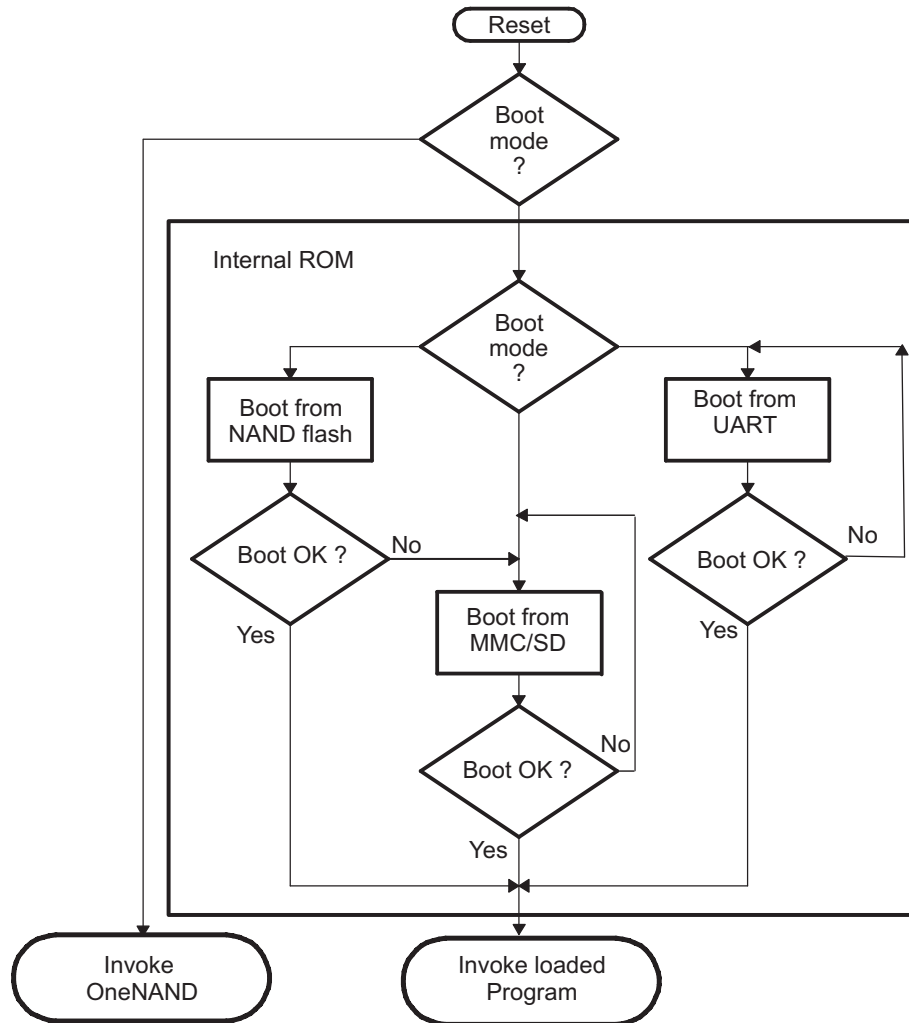 Reset
Boot
mode
?
Internal ROM
Boot
mode
?
Boot from
NAND flash
Boot from
UART
Boot OK ?
No
Yes
Boot OK ?
No
Yes
Boot from
MMC/SD
Boot OK ?
No
Yes
Invoke
OneNAND
Invoke loaded
Program